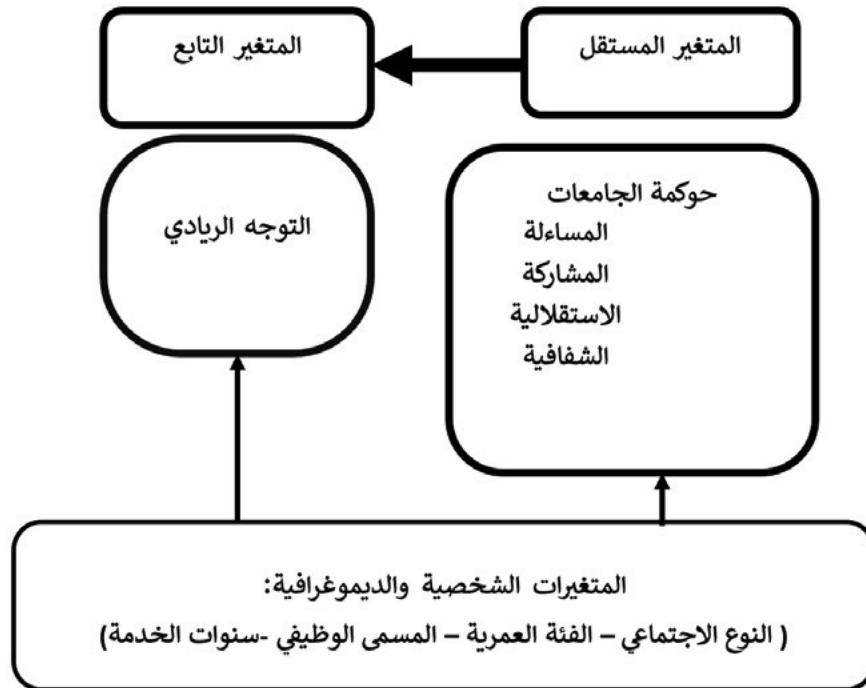 المتغير المستقل
المتغير التابع
حوكمة الجامعات
المساءلة
المشاركة
الاستقلالية
الشفافية
التوجه الريادي
المتغيرات الشخصية والديموغرافية:
( النوع الاجتماعي – الفئة العمرية – المسمى الوظيفي -سنوات الخدمة)